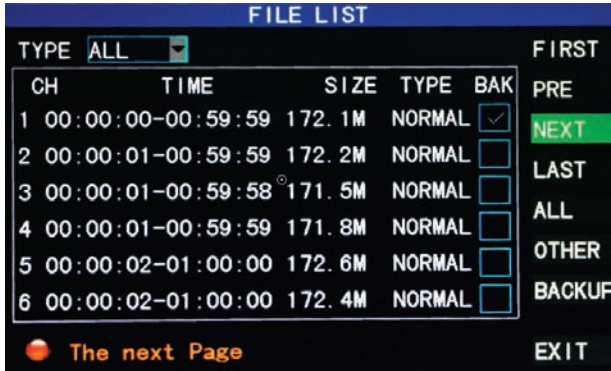 FILE LIST
TYPE ALL
CH TIME SIZE TYPE BAK
1 00:00:00-00:59:59 172.1M NORMAL
2 00:00:01-00:59:59 172.2M NORMAL
3 00:00:01-00:59:58 171.5M NORMAL
4 00:00:01-00:59:59 171.8M NORMAL
5 00:00:02-01:00:00 172.6M NORMAL
6 00:00:02-01:00:00 172.4M NORMAL
The next Page
FIRST
PRE
NEXT
LAST
ALL
OTHER
BACKUP
EXIT